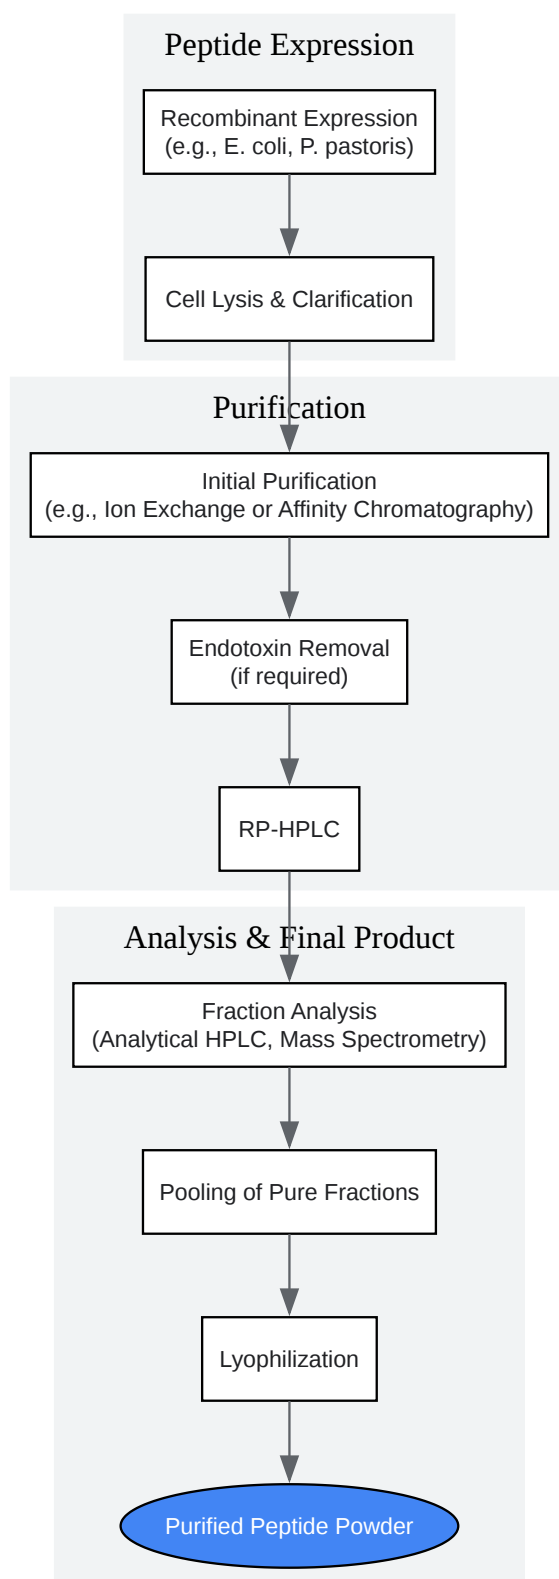 Peptide Expression
Recombinant Expression
(e.g., E. coli, P. pastoris)
Cell Lysis & Clarification
Purification
Initial Purification
(e.g., Ion Exchange or Affinity Chromatography)
Endotoxin Removal
(if required)
RP-HPLC
Analysis & Final Product
Fraction Analysis
(Analytical HPLC, Mass Spectrometry)
Pooling of Pure Fractions
Lyophilization
Purified Peptide Powder